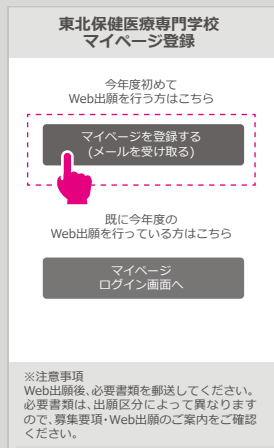 東北保健医療専門学校
マイページ登録
今年度初めて
Web出願を行う方はこちら
マイページを登録する
(メールを受け取る)
既に今年度の
Web出願を行っている方はこちら
マイページ
ログイン画面へ
※注意事項
Web出願後、必要書類を郵送してください。
必要書類は、出願区分によって異なります
ので、募集要項・Web出願のご案内をご確認
ください。